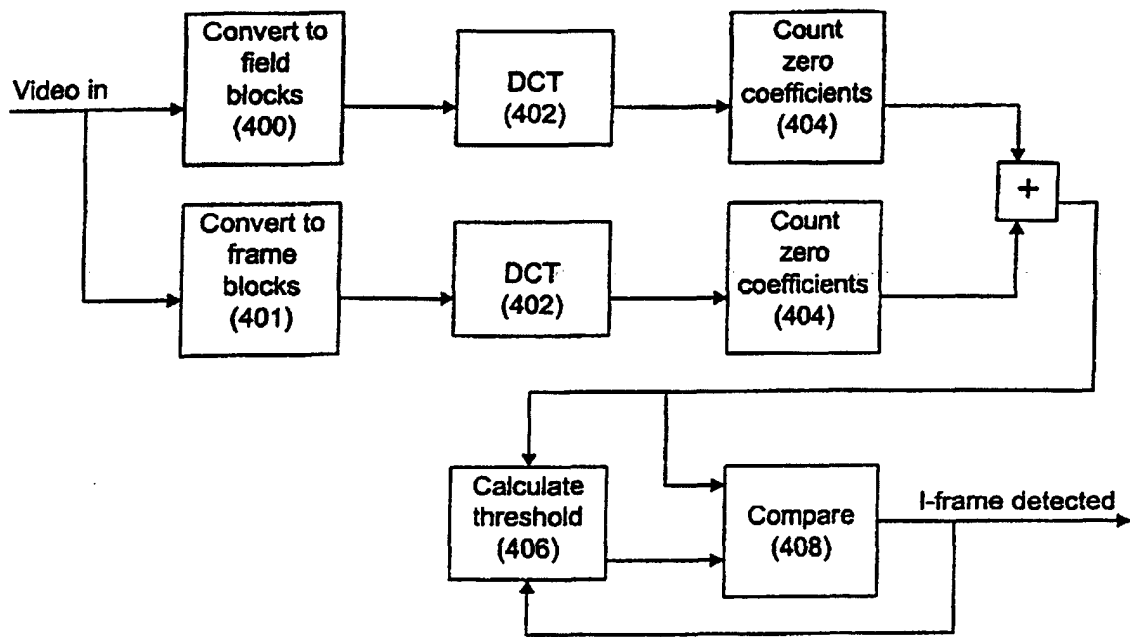 Video in
Convert to
field
blocks
(400)
DCT
(402)
Count
zero
coefficients
(404)
+
Convert to
frame
blocks
(401)
DCT
(402)
Count
zero
coefficients
(404)
Calculate
threshold
(406)
Compare
(408)
I-frame detected